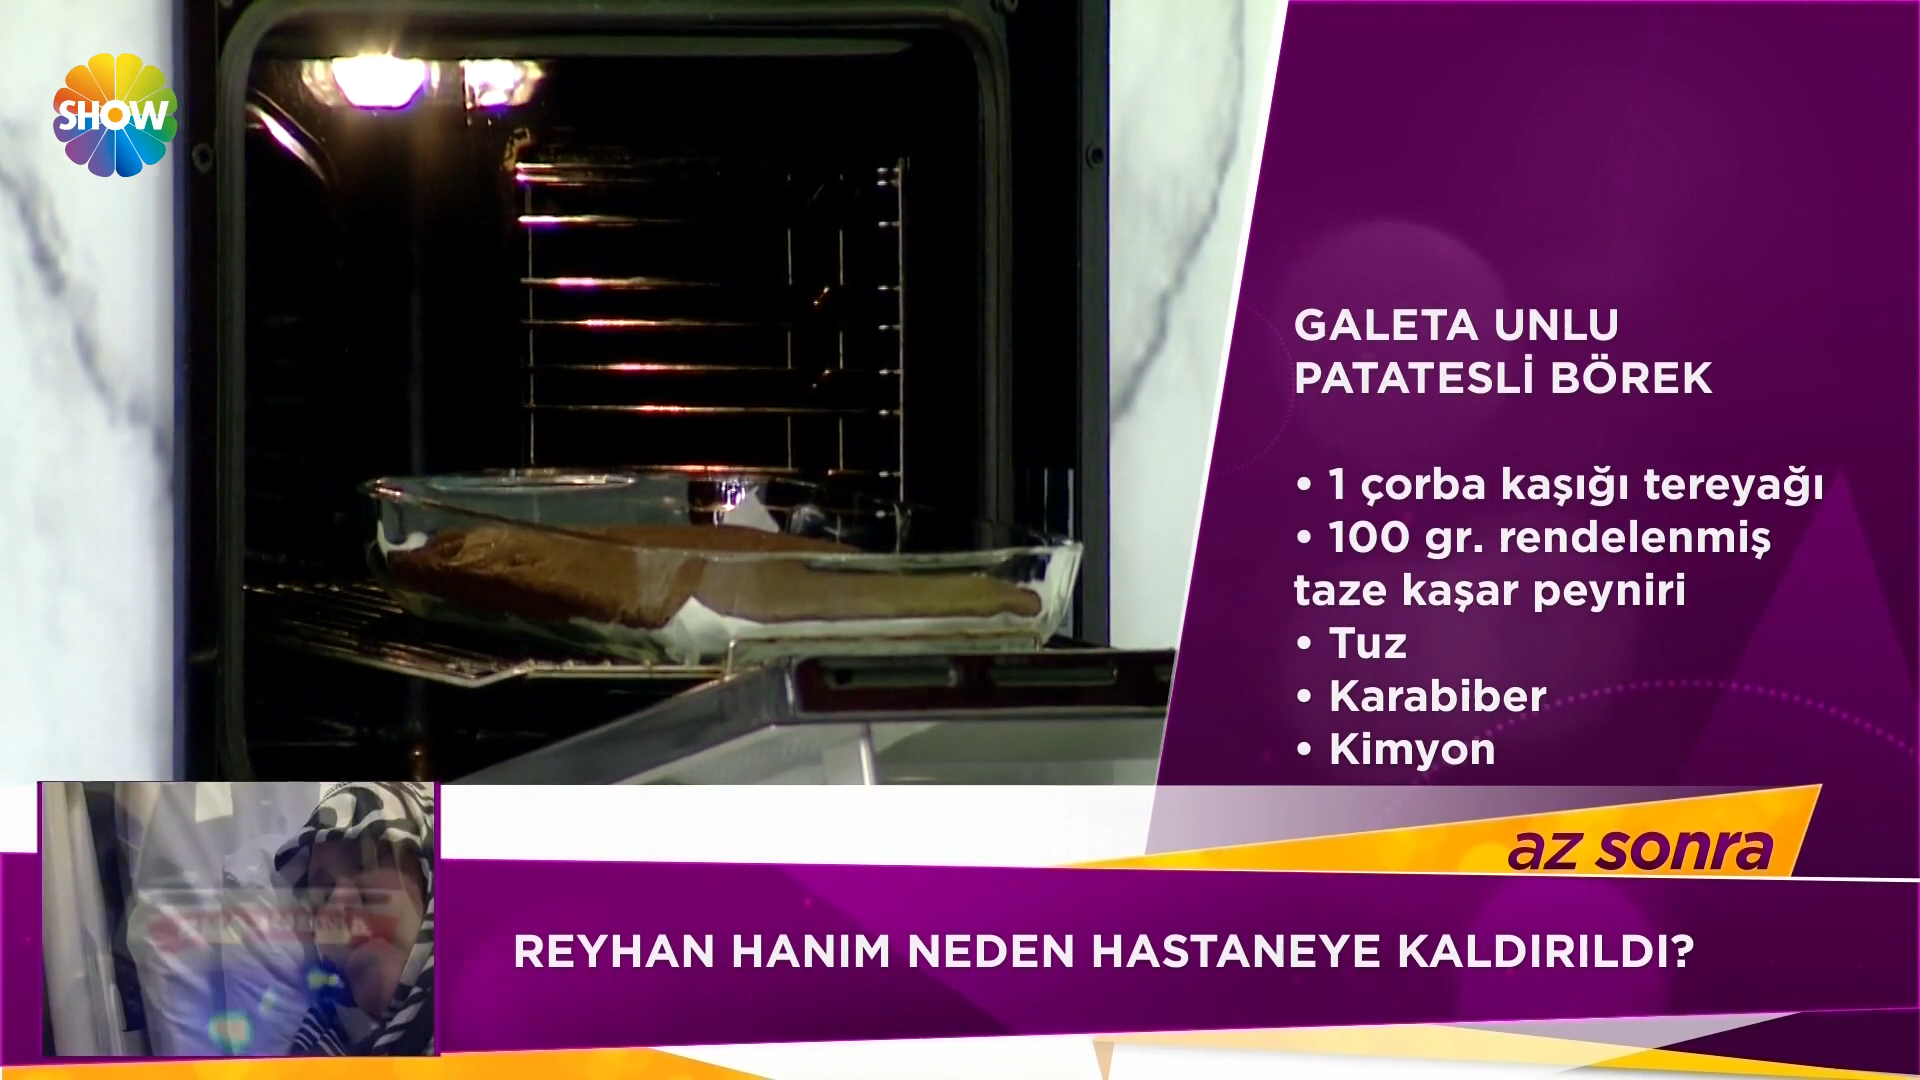 SHOW
GALETA UNLU
PATATESLİ BÖREK
• 1 çorba kaşığı tereyağı
• 100 gr. rendelenmiş
taze kaşar peyniri
• Tuz
• Karabiber
• Kimyon
az sonra
REYHAN HANIM NEDEN HASTANEYE KALDIRILDI?